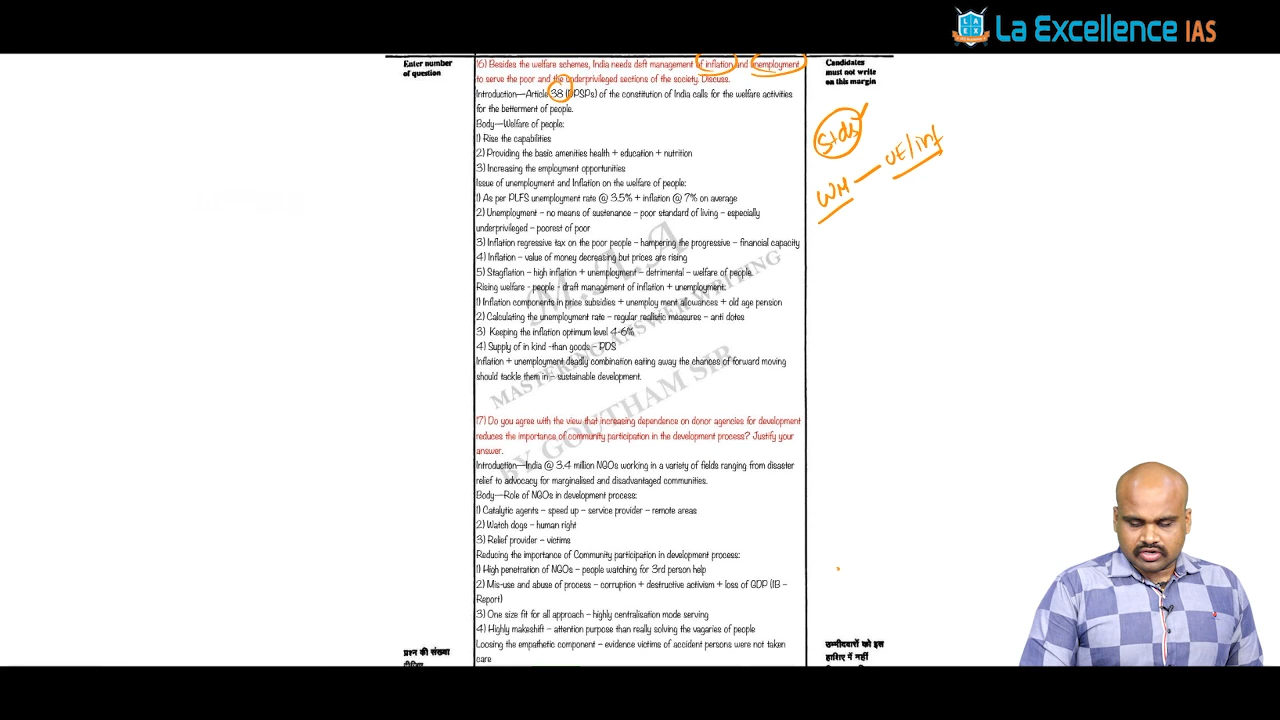 La Excellence IAS
Enter number
of question
16) Besides the welfare schemes, India needs deft management of inflation and unemployment
to serve the poor and the underprivileged sections of the society. Discuss.
Introduction—Article 38 (DPSPs) of the constitution of India calls for the welfare activities
for the betterment of people.
Body—Welfare of people:
1) Rise the capabilities
2) Providing the basic amenities health + education + nutrition
3) Increasing the employment opportunities
Issue of unemployment and Inflation on the welfare of people:
1) As per PLFS unemployment rate @ 3.5% + inflation @ 7% on average
2) Unemployment – no means of sustenance – poor standard of living – especially
underprivileged – poorest of poor
3) Inflation regressive tax on the poor people – hampering the progressive – financial capacity
4) Inflation – value of money decreasing but prices are rising
5) Stagflation – high inflation + unemployment – detrimental – welfare of people.
Rising welfare - people - draft management of inflation + unemployment:
1) Inflation components in price subsidies + unemploy ment allowances + old age pension
2) Calculating the unemployment rate – regular realistic measures – anti dotes
3) Keeping the inflation optimum level 4-6%
4) Supply of in kind -than goods – PDS
Inflation + unemployment deadly combination eating away the chances of forward moving
should tackle them in – sustainable development.
17) Do you agree with the view that increasing dependence on donor agencies for development
reduces the importance of community participation in the development process? Justify your
answer.
Introduction—India @ 3.4 million NGOs working in a variety of fields ranging from disaster
relief to advocacy for marginalised and disadvantaged communities.
Body—Role of NGOs in development process:
1) Catalytic agents – speed up – service provider – remote areas
2) Watch dogs – human right
3) Relief provider – victims
Reducing the importance of Community participation in development process:
1) High penetration of NGOs – people watching for 3rd person help
2) Mis-use and abuse of process – corruption + destructive activism + loss of GDP (IB –
Report)
3) One size fit for all approach – highly centralisation mode serving
4) Highly makeshift – attention purpose than really solving the vagaries of people
Loosing the empathetic component – evidence victims of accident persons were not taken
care
M.A.A
MASTERING ANSWER WRITING
BY GOUTHAM SIR
Candidates
must not write
on this margin
Stds
WM — UE/inf
प्रश्न की संख्या
उम्मीदवारों को इस
हाशिए में नहीं